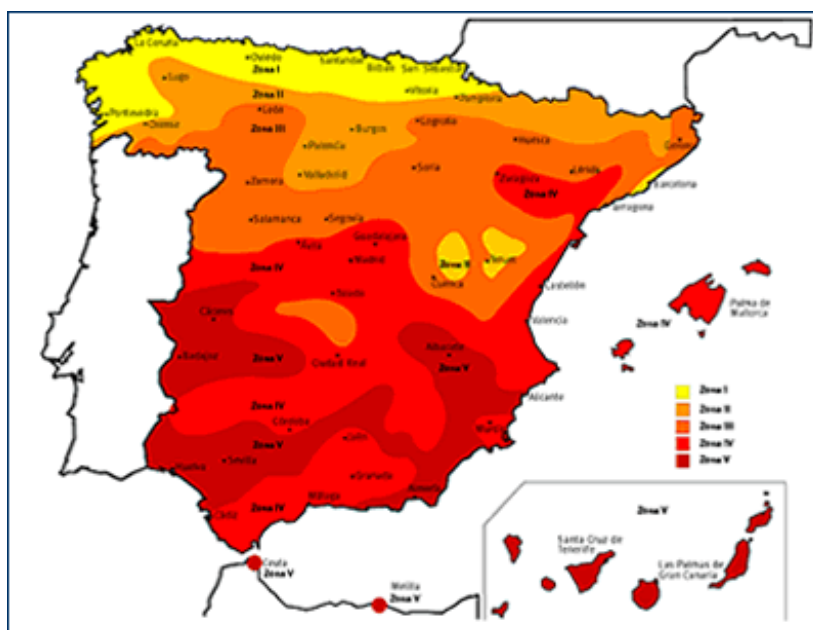 La Coruña
Oviedo
Santander
Bilbao
San Sebastián
Zona I
Lugo
Vitoria
Zona II
Pamplona
Pontevedra
León
Orense
Zona III
Burgos
Logroño
Palencia
Huesca
Gerona
Soria
Zamora
Valladolid
Zaragoza
Lérida
Barcelona
Zona IV
Tarragona
Salamanca
Segovia
Ávila
Guadalajara
Zona IV
Madrid
Zona II
Teruel
Cuenca
Toledo
Castellón
Palma de
Mallorca
Cáceres
Valencia
Zona IV
Badajoz
Zona V
Ciudad Real
Albacete
Zona V
Alicante
Zona I
Zona II
Zona III
Zona IV
Zona V
Zona IV
Córdoba
Murcia
Zona V
Jaén
Huelva
Sevilla
Granada
Almería
Málaga
Zona IV
Cádiz
Zona V
Santa Cruz de
Tenerife
Las Palmas de
Gran Canaria
Ceuta
Zona V
Melilla
Zona V